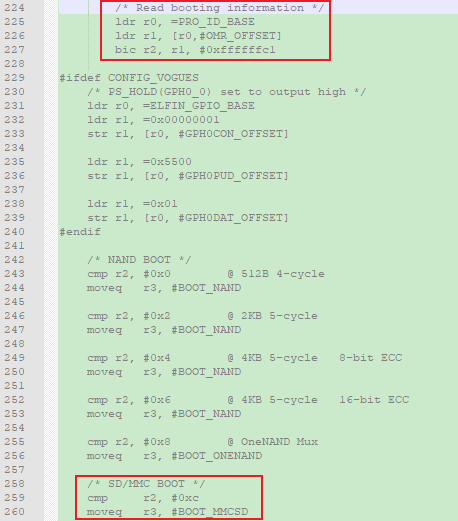 224 /* Read booting information */
225 ldr r0, =PRO_ID_BASE
226 ldr r1, [r0,#OMR_OFFSET]
227 bic r2, r1, #0xffffffc1
228
229 #ifdef CONFIG_VOGUES
230 /* PS_HOLD(GPH0_0) set to output high */
231 ldr r0, =ELFIN_GPIO_BASE
232 ldr r1, =0x00000001
233 str r1, [r0, #GPH0CON_OFFSET]
234
235 ldr r1, =0x5500
236 str r1, [r0, #GPH0PUD_OFFSET]
237
238 ldr r1, =0x01
239 str r1, [r0, #GPH0DAT_OFFSET]
240 #endif
241
242 /* NAND BOOT */
243 cmp r2, #0x0 @ 512B 4-cycle
244 moveq r3, #BOOT_NAND
245
246 cmp r2, #0x2 @ 2KB 5-cycle
247 moveq r3, #BOOT_NAND
248
249 cmp r2, #0x4 @ 4KB 5-cycle 8-bit ECC
250 moveq r3, #BOOT_NAND
251
252 cmp r2, #0x6 @ 4KB 5-cycle 16-bit ECC
253 moveq r3, #BOOT_NAND
254
255 cmp r2, #0x8 @ OneNAND Mux
256 moveq r3, #BOOT_ONENAND
257
258 /* SD/MMC BOOT */
259 cmp r2, #0xc
260 moveq r3, #BOOT_MMCSD